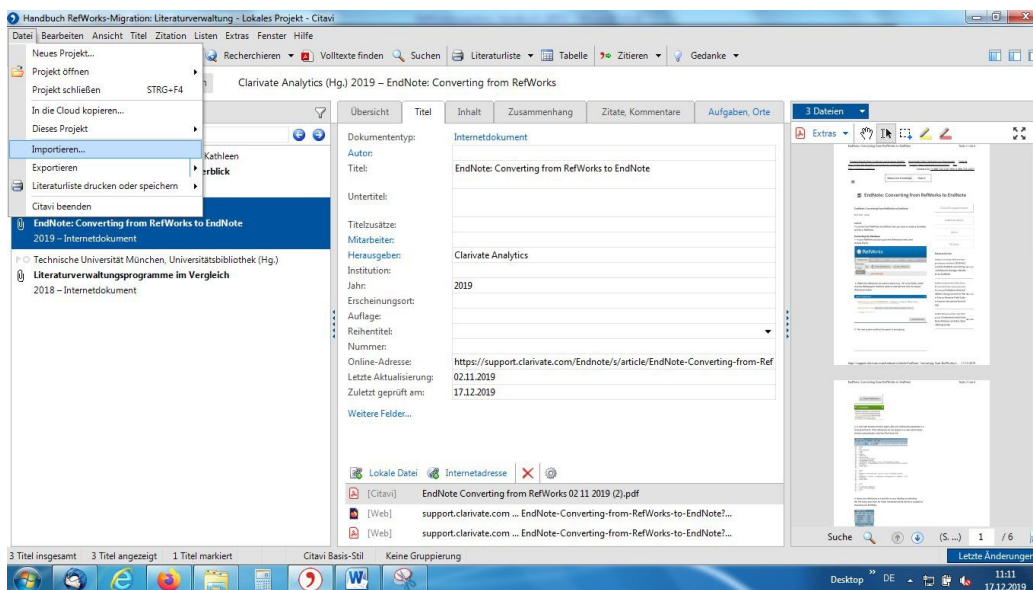 Handbuch RefWorks-Migration: Literaturverwaltung - Lokales Projekt - Citavi
Datei Bearbeiten Ansicht Titel Zitation Listen Extras Fenster Hilfe
Recherchieren Volltexte finden Suchen Literaturliste Tabelle Zitieren Gedanke
Neues Projekt...
Projekt öffnen
Projekt schließen STRG+F4
In die Cloud kopieren...
Dieses Projekt
Importieren...
Exportieren
Literaturliste drucken oder speichern
Citavi beenden
Clarivate Analytics (Hg.) 2019 – EndNote: Converting from RefWorks
Kathleen
erblick
EndNote: Converting from RefWorks to EndNote
2019 – Internetdokument
Technische Universität München, Universitätsbibliothek (Hg.)
Literaturverwaltungsprogramme im Vergleich
2018 – Internetdokument
Übersicht Titel Inhalt Zusammenhang Zitate, Kommentare Aufgaben, Orte
Dokumententyp: Internetdokument
Autor:
Titel: EndNote: Converting from RefWorks to EndNote
Untertitel:
Titelzusätze:
Mitarbeiter:
Herausgeber: Clarivate Analytics
Institution:
Jahr: 2019
Erscheinungsort:
Auflage:
Reihentitel:
Nummer:
Online-Adresse: https://support.clarivate.com/Endnote/s/article/EndNote-Converting-from-Ref
Letzte Aktualisierung: 02.11.2019
Zuletzt geprüft am: 17.12.2019
Weitere Felder...
Lokale Datei Internetadresse
[Citavi] EndNote Converting from RefWorks 02 11 2019 (2).pdf
[Web] support.clarivate.com ... EndNote-Converting-from-RefWorks-to-EndNote?...
[Web] support.clarivate.com ... EndNote-Converting-from-RefWorks-to-EndNote?...
3 Dateien
Extras
EndNote: Converting from RefWorks to EndNote
RefWorks
Suche (S. ...) 1 / 6
3 Titel insgesamt 3 Titel angezeigt 1 Titel markiert Citavi Basis-Stil Keine Gruppierung Letzte Änderungen
Desktop » DE 11:11
17.12.2019